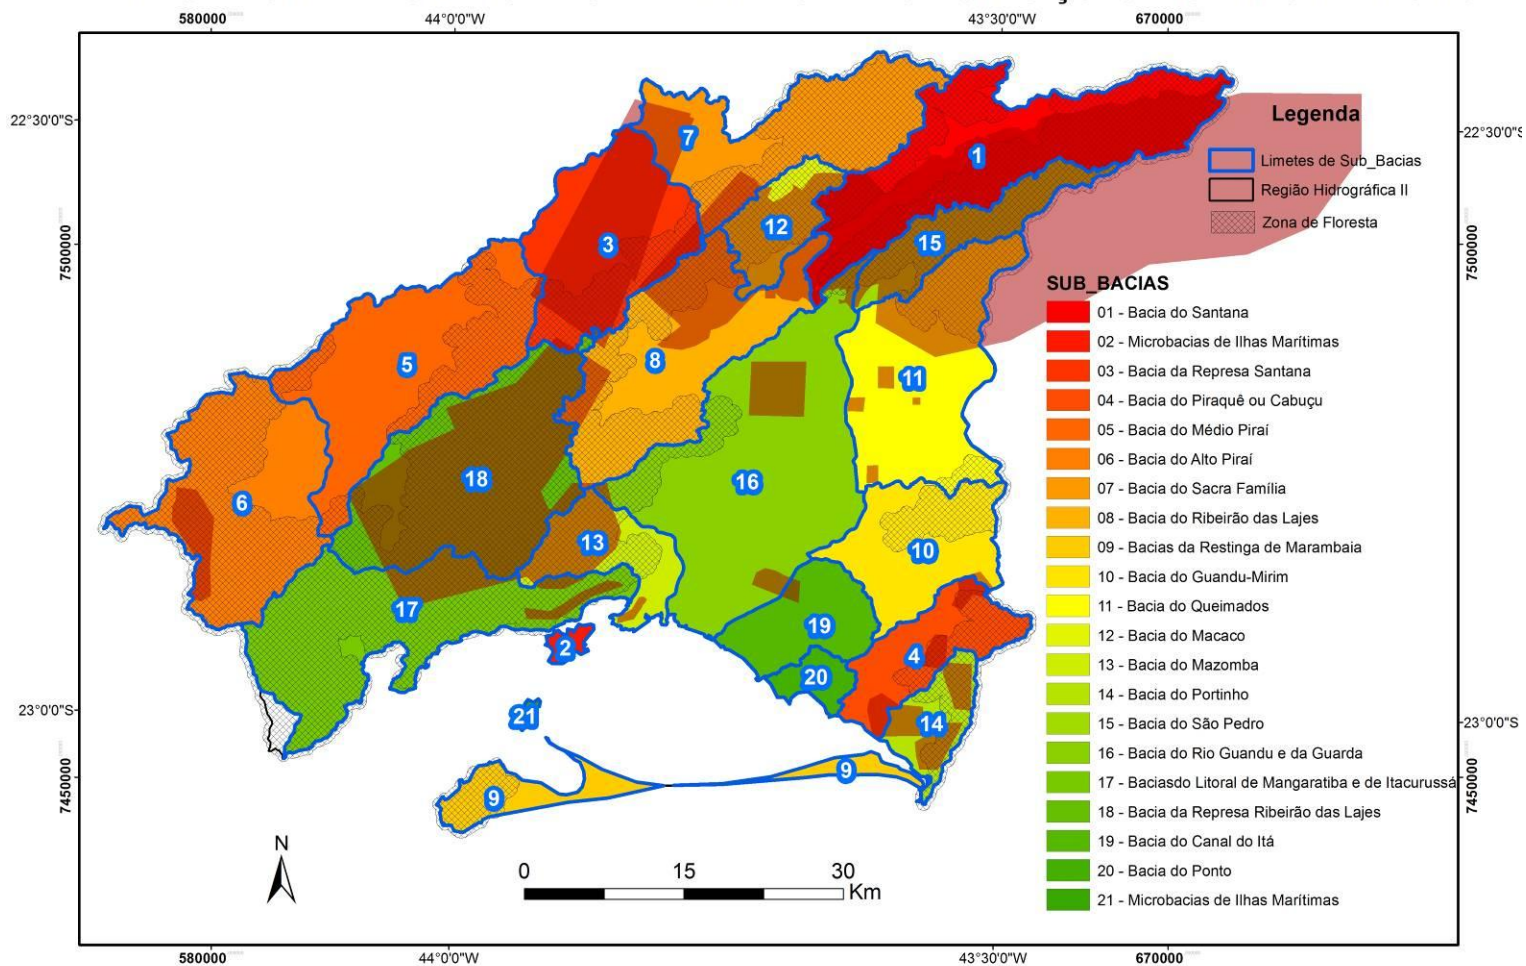 580000
44°0'0"W
43°30'0"W
670000
22°30'0"S
22°30'0"S
7500000
7500000
Legenda
Limetes de Sub_Bacias
Região Hidrográfica II
Zona de Floresta
SUB_BACIAS
01 - Bacia do Santana
02 - Microbacias de Ilhas Marítimas
03 - Bacia da Represa Santana
04 - Bacia do Piraquê ou Cabuçu
05 - Bacia do Médio Piraí
06 - Bacia do Alto Piraí
07 - Bacia do Sacra Família
08 - Bacia do Ribeirão das Lajes
09 - Bacias da Restinga de Marambaia
10 - Bacia do Guandu-Mirim
11 - Bacia do Queimados
12 - Bacia do Macaco
13 - Bacia do Mazomba
14 - Bacia do Portinho
15 - Bacia do São Pedro
16 - Bacia do Rio Guandu e da Guarda
17 - Baciasdo Litoral de Mangaratiba e de Itacurussá
18 - Bacia da Represa Ribeirão das Lajes
19 - Bacia do Canal do Itá
20 - Bacia do Ponto
21 - Microbacias de Ilhas Marítimas
7
1
12
3
15
5
8
11
18
16
6
13
10
17
19
2
4
20
21
14
9
9
23°0'0"S
23°0'0"S
7450000
7450000
N
0
15
30
Km
580000
44°0'0"W
43°30'0"W
670000